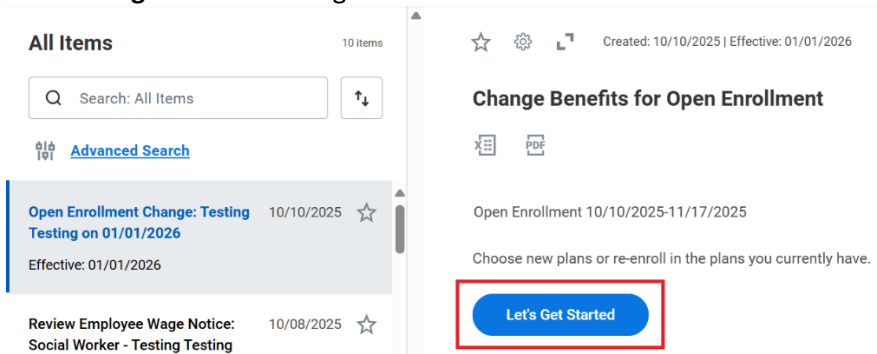 All Items
10 items
Search: All Items
Advanced Search
Open Enrollment Change: Testing
Testing on 01/01/2026
10/10/2025
Effective: 01/01/2026
Review Employee Wage Notice:
Social Worker - Testing Testing
10/08/2025
Created: 10/10/2025 | Effective: 01/01/2026
Change Benefits for Open Enrollment
X
PDF
Open Enrollment 10/10/2025-11/17/2025
Choose new plans or re-enroll in the plans you currently have.
Let's Get Started